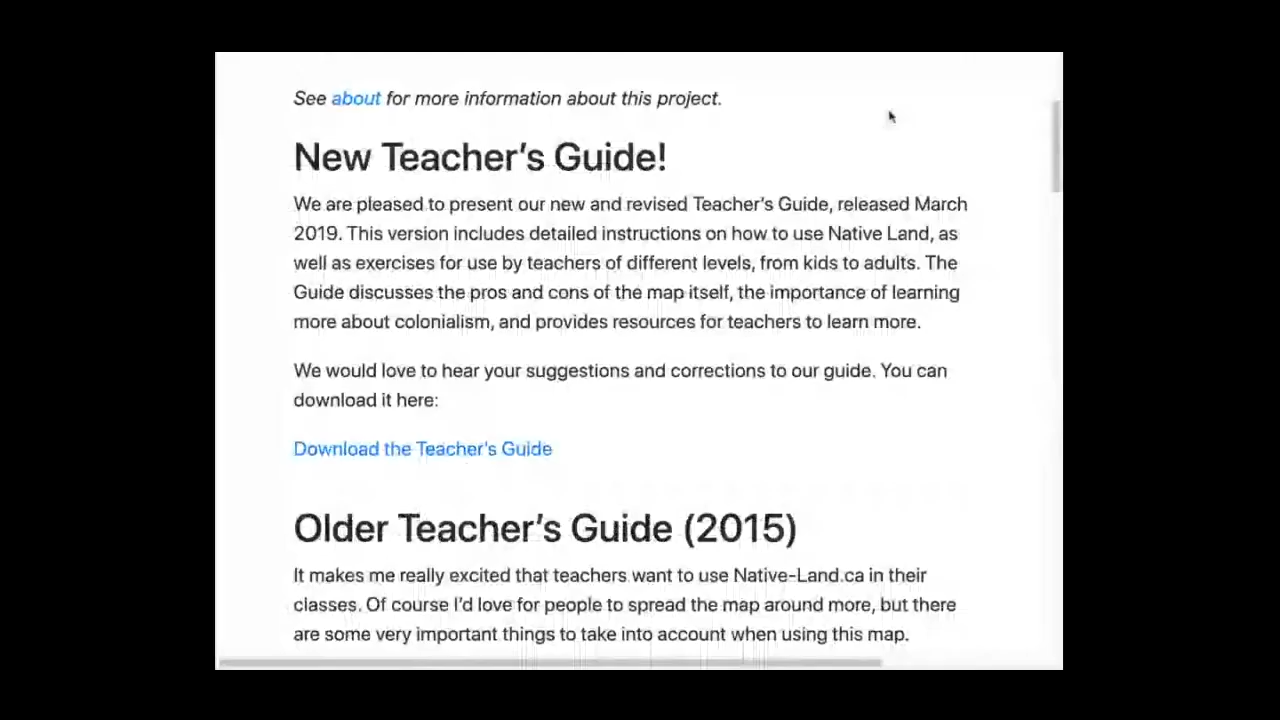 See about for more information about this project.
New Teacher's Guide!
We are pleased to present our new and revised Teacher's Guide, released March
2019. This version includes detailed instructions on how to use Native Land, as
well as exercises for use by teachers of different levels, from kids to adults. The
Guide discusses the pros and cons of the map itself, the importance of learning
more about colonialism, and provides resources for teachers to learn more.
We would love to hear your suggestions and corrections to our guide. You can
download it here:
Download the Teacher's Guide
Older Teacher's Guide (2015)
It makes me really excited that teachers want to use Native-Land.ca in their
classes. Of course I'd love for people to spread the map around more, but there
are some very important things to take into account when using this map.